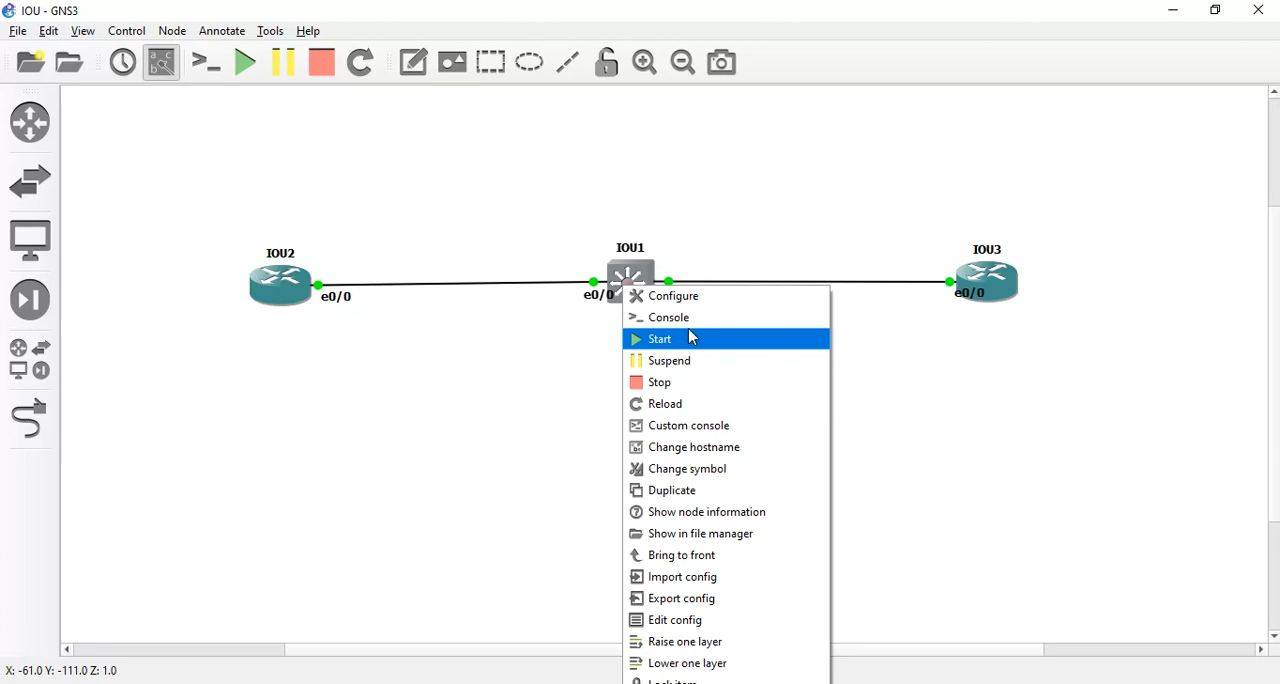 IOU - GNS3
File Edit View Control Node Annotate Tools Help
IOU2
IOU1
IOU3
e0/0
e0/0
e0/0
Configure
Console
Start
Suspend
Stop
Reload
Custom console
Change hostname
Change symbol
Duplicate
Show node information
Show in file manager
Bring to front
Import config
Export config
Edit config
Raise one layer
Lower one layer
Lock item
X: -61.0 Y: -111.0 Z: 1.0